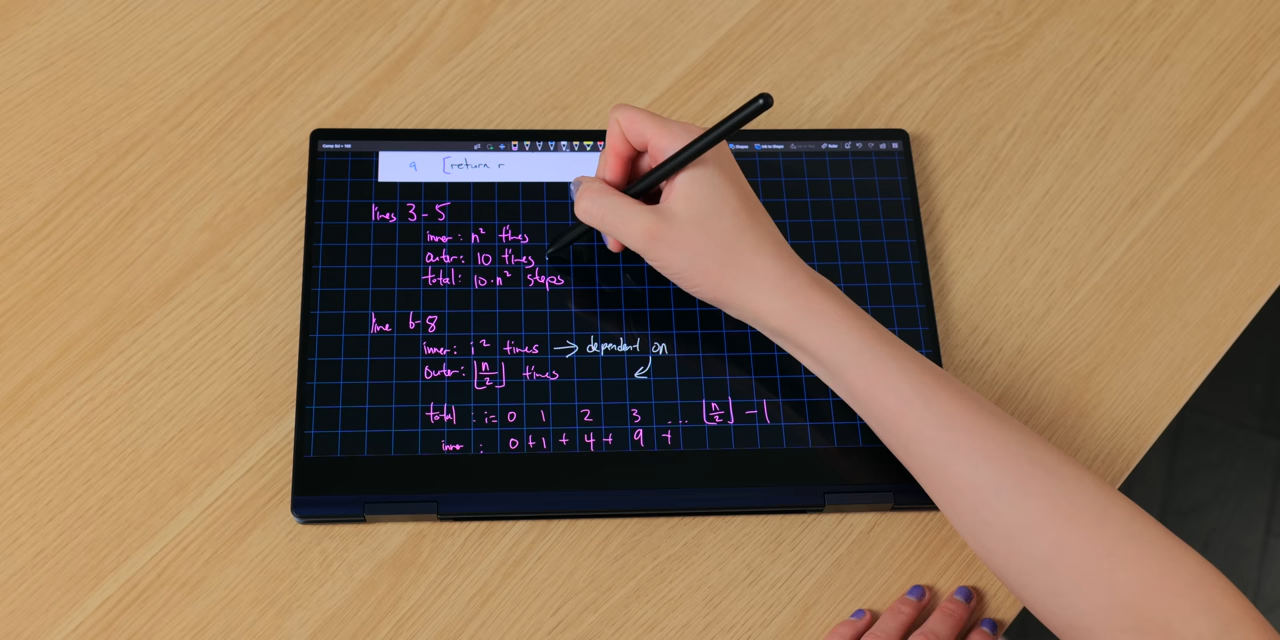 9 [return r
lines 3-5
inner: n² times
outer: 10 times
total: 10·n² steps
line 6-8
inner: i² times → dependent on
outer: ⌊n/2⌋ times
total: i= 0 1 2 3 ... ⌊n/2⌋ -1
inner: 0 + 1 + 4 + 9 +